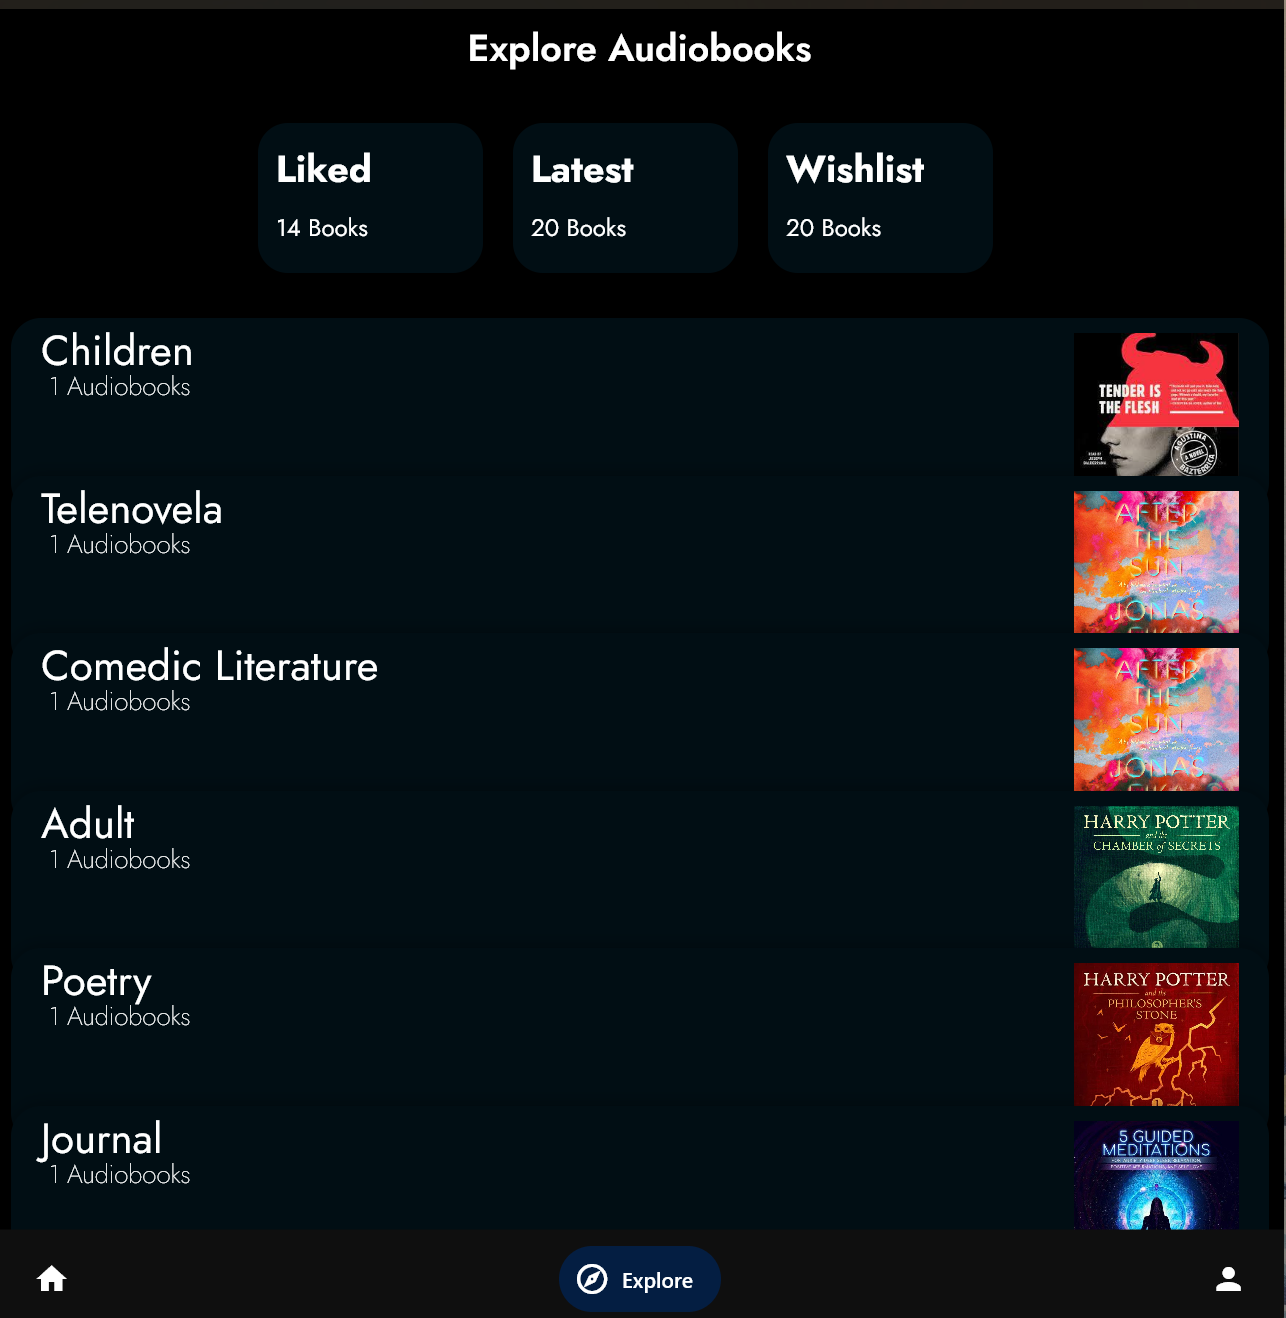 Explore Audiobooks
Liked
14 Books
Latest
20 Books
Wishlist
20 Books
Children
1 Audiobooks
TENDER IS
THE FLESH
AGUSTINA
A NOVEL
BAZTERRICA
Telenovela
1 Audiobooks
AFTER
THE
SUN
JONAS
Comedic Literature
1 Audiobooks
AFTER
THE
SUN
JONAS
Adult
1 Audiobooks
HARRY POTTER
and the
CHAMBER of SECRETS
Poetry
1 Audiobooks
HARRY POTTER
and the
PHILOSOPHER'S
STONE
Journal
1 Audiobooks
5 GUIDED
MEDITATIONS
Explore